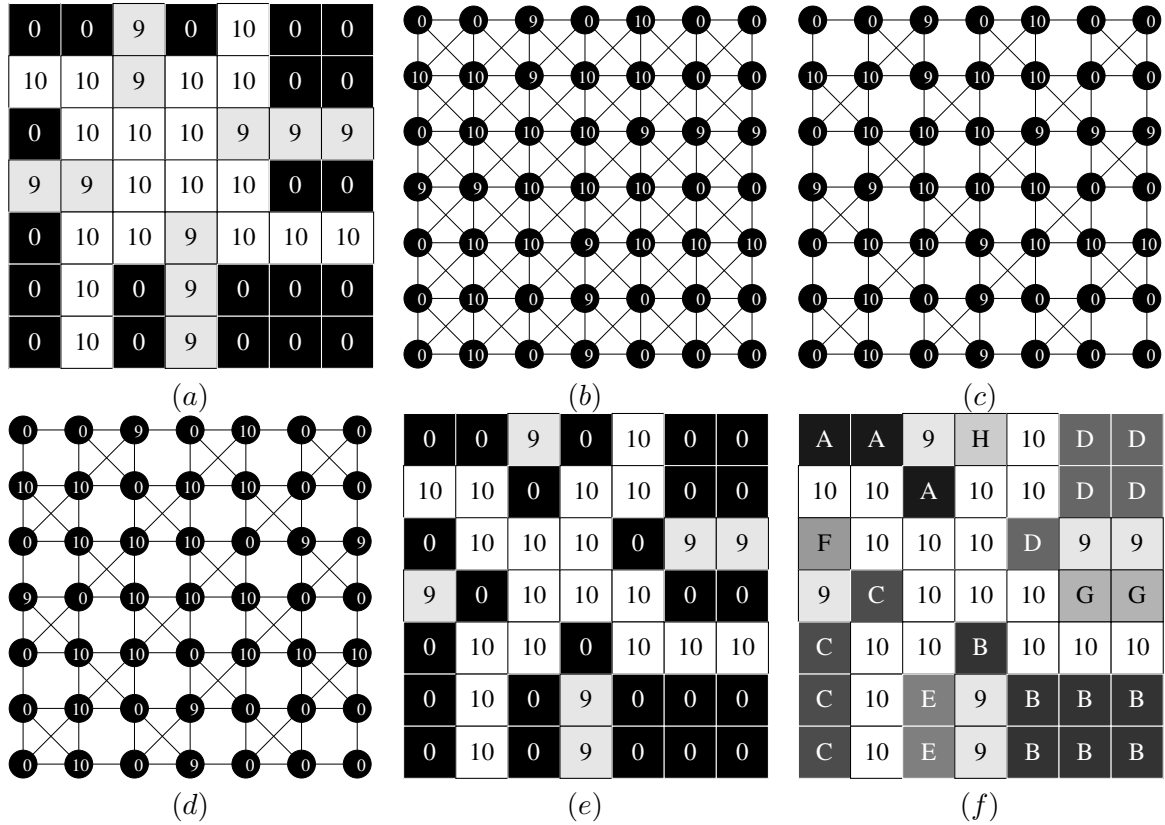 0 0 9 0 10 0 0
10 10 9 10 10 0 0
0 10 10 10 9 9 9
9 9 10 10 10 0 0
0 10 10 9 10 10 10
0 10 0 9 0 0 0
0 10 0 9 0 0 0
(a)
0 0 9 0 10 0 0
10 10 9 10 10 0 0
0 10 10 10 9 9 9
9 9 10 10 10 0 0
0 10 10 9 10 10 10
0 10 0 9 0 0 0
0 10 0 9 0 0 0
(b)
0 0 9 0 10 0 0
10 10 9 10 10 0 0
0 10 10 10 9 9 9
9 9 10 10 10 0 0
0 10 10 9 10 10 10
0 10 0 9 0 0 0
0 10 0 9 0 0 0
(c)
0 0 9 0 10 0 0
10 10 0 10 10 0 0
0 10 10 10 0 9 9
9 0 10 10 10 0 0
0 10 10 0 10 10 10
0 10 0 9 0 0 0
0 10 0 9 0 0 0
(d)
0 0 9 0 10 0 0
10 10 0 10 10 0 0
0 10 10 10 0 9 9
9 0 10 10 10 0 0
0 10 10 0 10 10 10
0 10 0 9 0 0 0
0 10 0 9 0 0 0
(e)
A A 9 H 10 D D
10 10 A 10 10 D D
F 10 10 10 D 9 9
9 C 10 10 10 G G
C 10 10 B 10 10 10
C 10 E 9 B B B
C 10 E 9 B B B
(f)